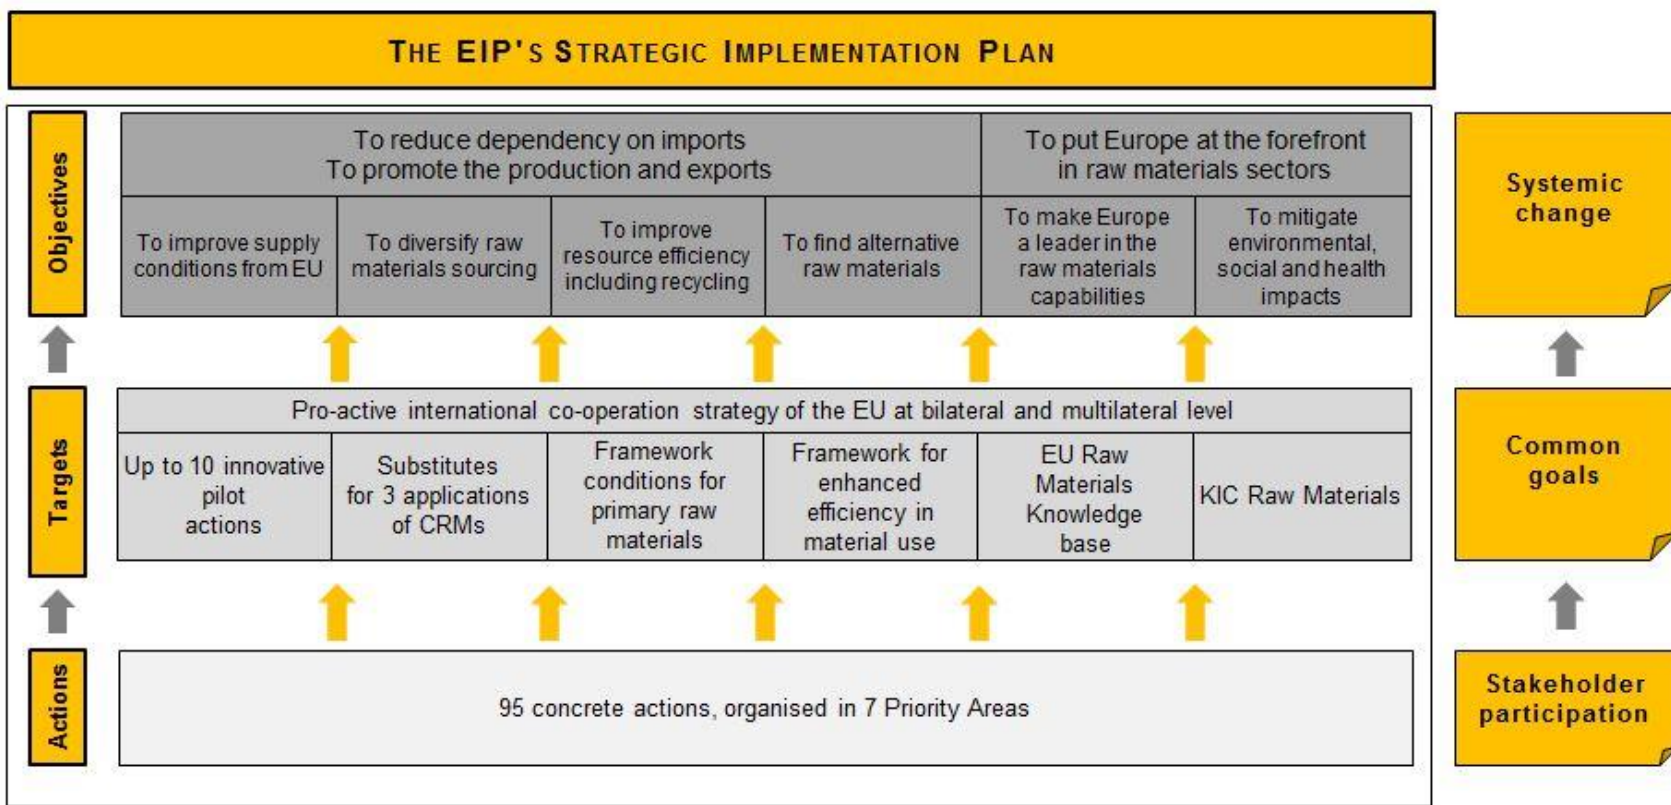 THE EIP'S STRATEGIC IMPLEMENTATION PLAN
Objectives
To reduce dependency on imports
To promote the production and exports
To put Europe at the forefront
in raw materials sectors
To improve supply
conditions from EU
To diversify raw
materials sourcing
To improve
resource efficiency
including recycling
To find alternative
raw materials
To make Europe
a leader in the
raw materials
capabilities
To mitigate
environmental,
social and health
impacts
Systemic
change
Targets
Pro-active international co-operation strategy of the EU at bilateral and multilateral level
Up to 10 innovative
pilot
actions
Substitutes
for 3 applications
of CRMs
Framework
conditions for
primary raw
materials
Framework for
enhanced
efficiency in
material use
EU Raw
Materials
Knowledge
base
KIC Raw Materials
Common
goals
Actions
95 concrete actions, organised in 7 Priority Areas
Stakeholder
participation